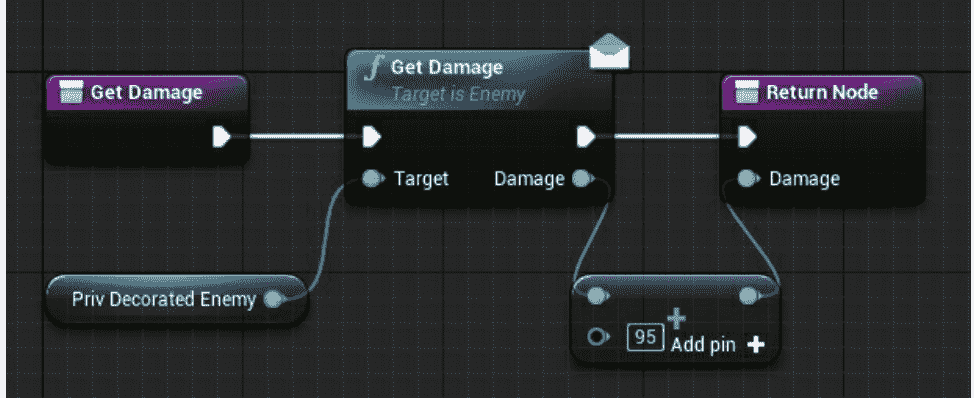 Get Damage
f Get Damage
Target is Enemy
Return Node
Target
Damage
Damage
Priv Decorated Enemy
95
Add pin